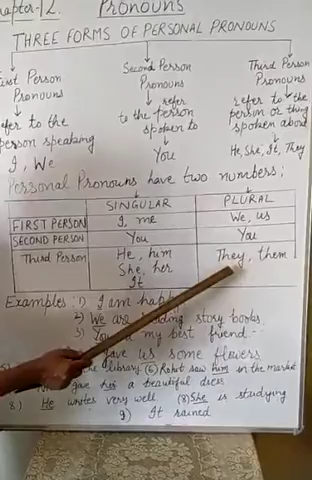 Chapter-12. Pronouns
THREE FORMS OF PERSONAL PRONOUNS
First Person Pronouns
refer to the person speaking
I, We
Second Person Pronouns
refer to the person spoken to
You
Third Person Pronouns
refer to the person or thing spoken about
He, She, It, They
Personal Pronouns have two numbers;
SINGULAR PLURAL
FIRST PERSON I, me We, us
SECOND PERSON You You
Third Person He, him They, them
She, her
It
Examples: 1) I am happy
2) We are reading story books
3) You are my best friend.
gave us some flowers
library. (6) Rohit saw him in the market
gave her a beautiful dress
8) He writes very well (8) She is studying
9) It rained